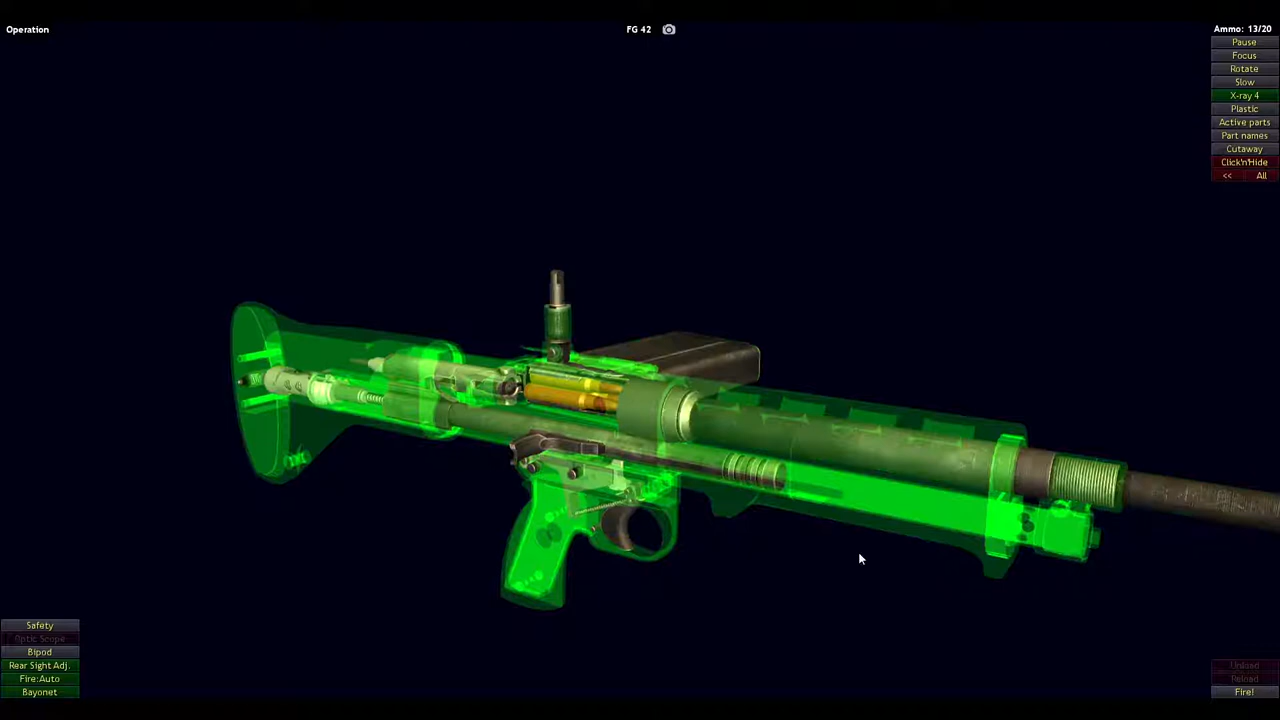 Operation
FG 42
Ammo: 13/20
Pause
Focus
Rotate
Slow
X-ray 4
Plastic
Active parts
Part names
Cutaway
Click'n'Hide
<< All
Safety
Optic Scope
Bipod
Rear Sight Adj.
Fire:Auto
Bayonet
Unload
Reload
Fire!